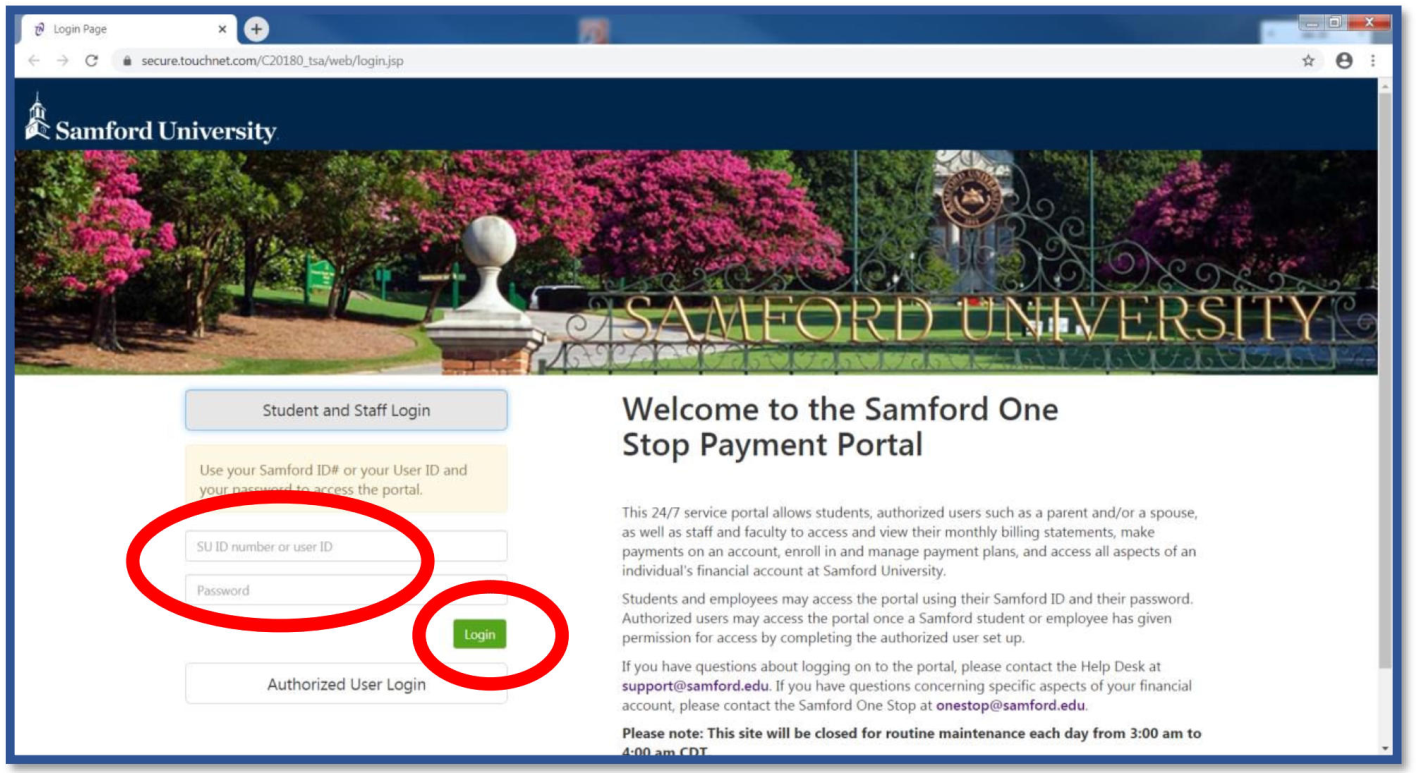 Login Page
secure.touchnet.com/C20180_tsa/web/login.jsp
Samford University
SAMFORD UNIVERSITY
Student and Staff Login
Use your Samford ID# or your User ID and
your password to access the portal.
SU ID number or user ID
Password
Login
Authorized User Login
Welcome to the Samford One
Stop Payment Portal
This 24/7 service portal allows students, authorized users such as a parent and/or a spouse,
as well as staff and faculty to access and view their monthly billing statements, make
payments on an account, enroll in and manage payment plans, and access all aspects of an
individual's financial account at Samford University.
Students and employees may access the portal using their Samford ID and their password.
Authorized users may access the portal once a Samford student or employee has given
permission for access by completing the authorized user set up.
If you have questions about logging on to the portal, please contact the Help Desk at
support@samford.edu. If you have questions concerning specific aspects of your financial
account, please contact the Samford One Stop at onestop@samford.edu.
Please note: This site will be closed for routine maintenance each day from 3:00 am to
4:00 am CDT